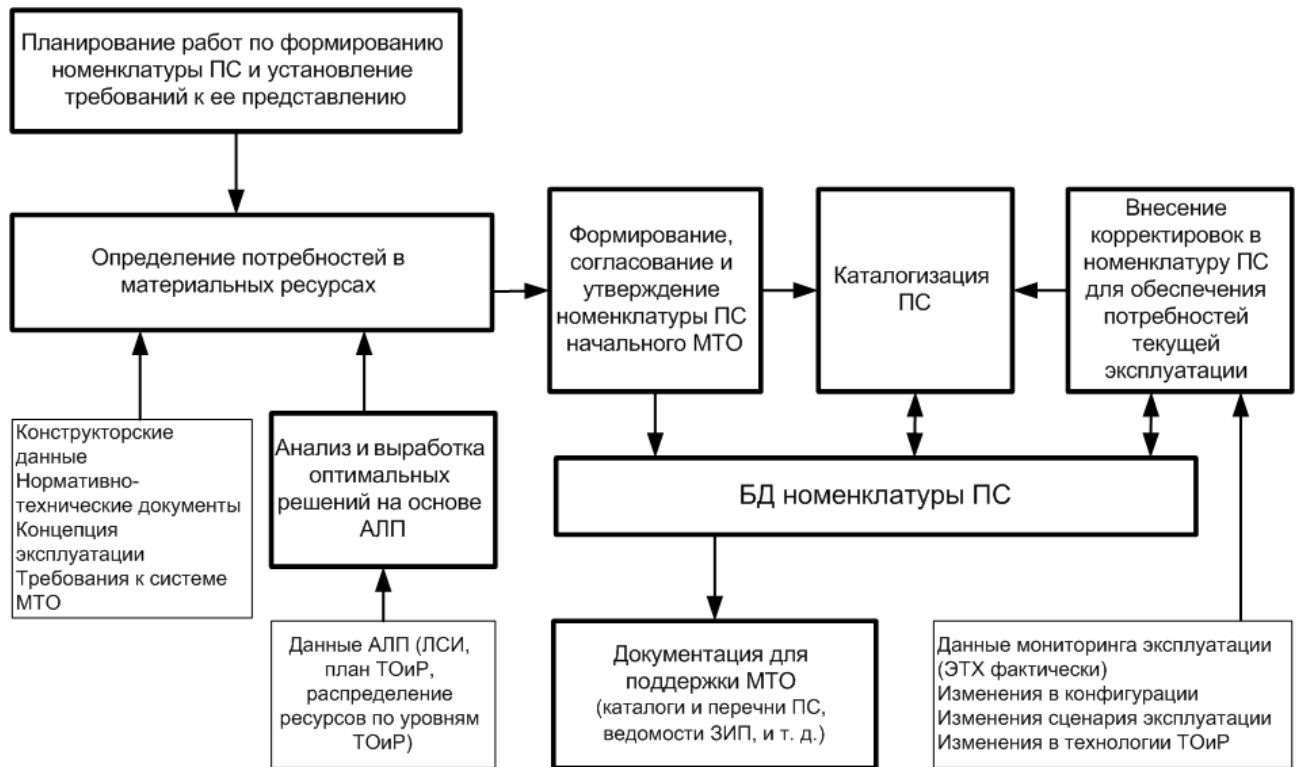 Планирование работ по формированию
номенклатуры ПС и установление
требований к ее представлению
Определение потребностей в
материальных ресурсах
Формирование,
согласование и
утверждение
номенклатуры ПС
начального МТО
Каталогизация
ПС
Внесение
корректировок в
номенклатуру ПС
для обеспечения
потребностей
текущей
эксплуатации
Конструкторские
данные
Нормативно-
технические документы
Концепция
эксплуатации
Требования к системе
МТО
Анализ и выработка
оптимальных
решений на основе
АЛП
БД номенклатуры ПС
Данные АЛП (ЛСИ,
план ТОиР,
распределение
ресурсов по уровням
ТОиР)
Документация для
поддержки МТО
(каталоги и перечни ПС,
ведомости ЗИП, и т. д.)
Данные мониторинга эксплуатации
(ЭТХ фактически)
Изменения в конфигурации
Изменения сценария эксплуатации
Изменения в технологии ТОиР